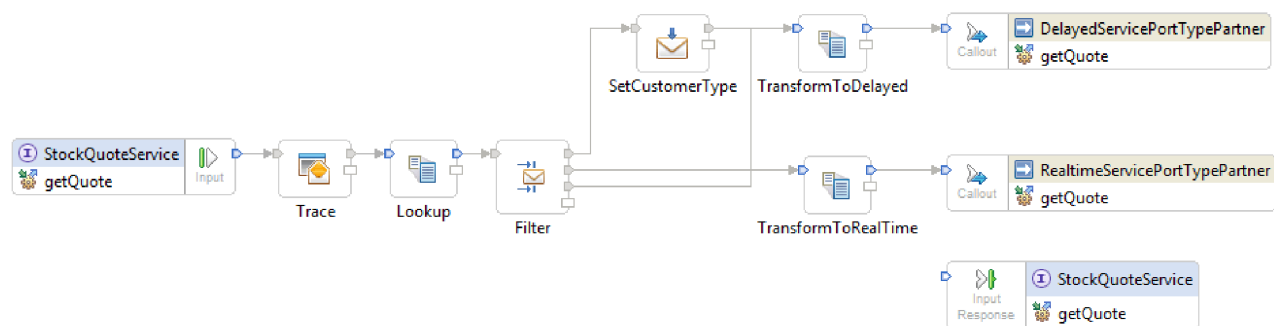 SetCustomerType
TransformToDelayed
Callout
DelayedServicePortTypePartner
getQuote
StockQuoteService
getQuote
Input
Trace
Lookup
Filter
TransformToRealTime
Callout
RealtimeServicePortTypePartner
getQuote
Input
Response
StockQuoteService
getQuote